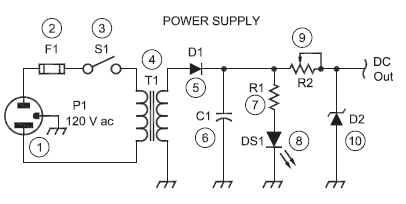 POWER SUPPLY
2
3
9
F1
S1
4
T1
D1
DC
Out
5
R2
P1
120 V ac
C1
R1
7
D2
6
DS1
8
10
1